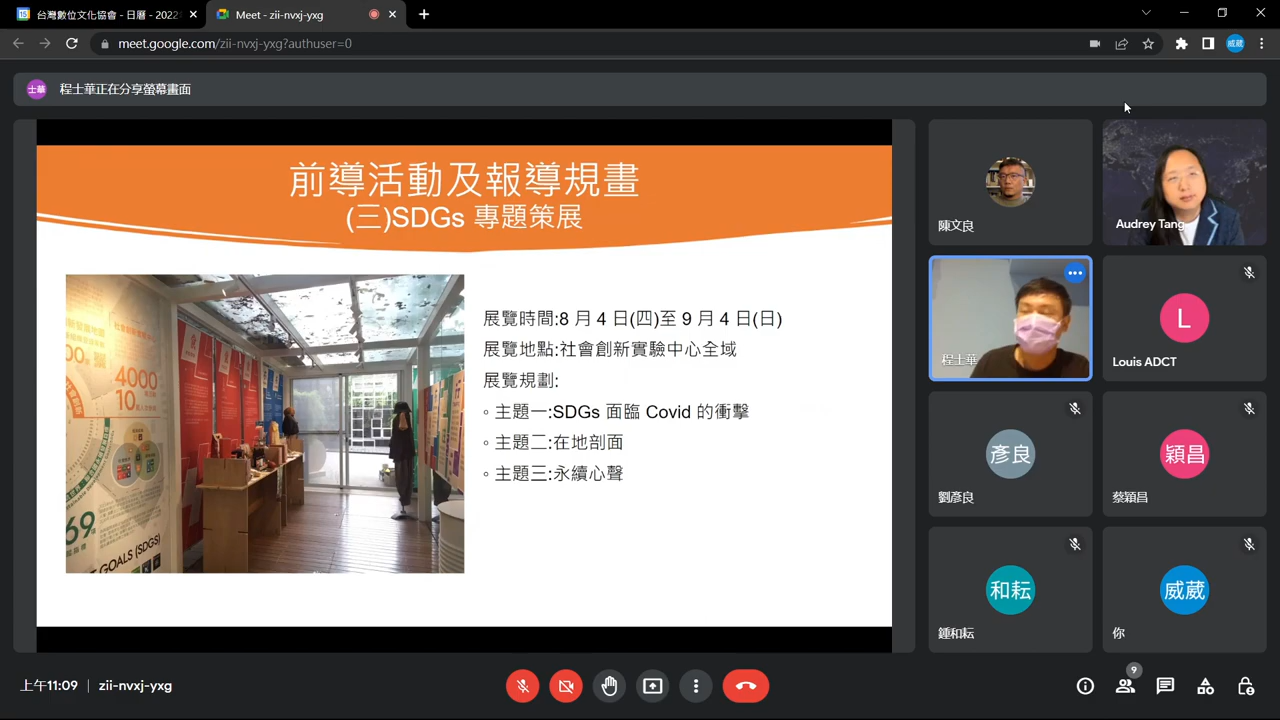 台灣數位文化協會 - 日曆 - 2022
Meet - zii-nvxj-yxg
meet.google.com/zii-nvxj-yxg?authuser=0
威葳
士華
程士華正在分享螢幕畫面
前導活動及報導規畫
(三)SDGs 專題策展
展覽時間:8 月 4 日(四)至 9 月 4 日(日)
展覽地點:社會創新實驗中心全域
展覽規劃:
◦ 主題一:SDGs 面臨 Covid 的衝擊
◦ 主題二:在地剖面
◦ 主題三:永續心聲
4000
10
69
GOALS (SDGS)
陳文良
Audrey Tang
程士華
L
Louis ADCT
彥良
劉彥良
穎昌
蔡穎昌
和耘
鍾和耘
威葳
你
上午11:09 | zii-nvxj-yxg
9